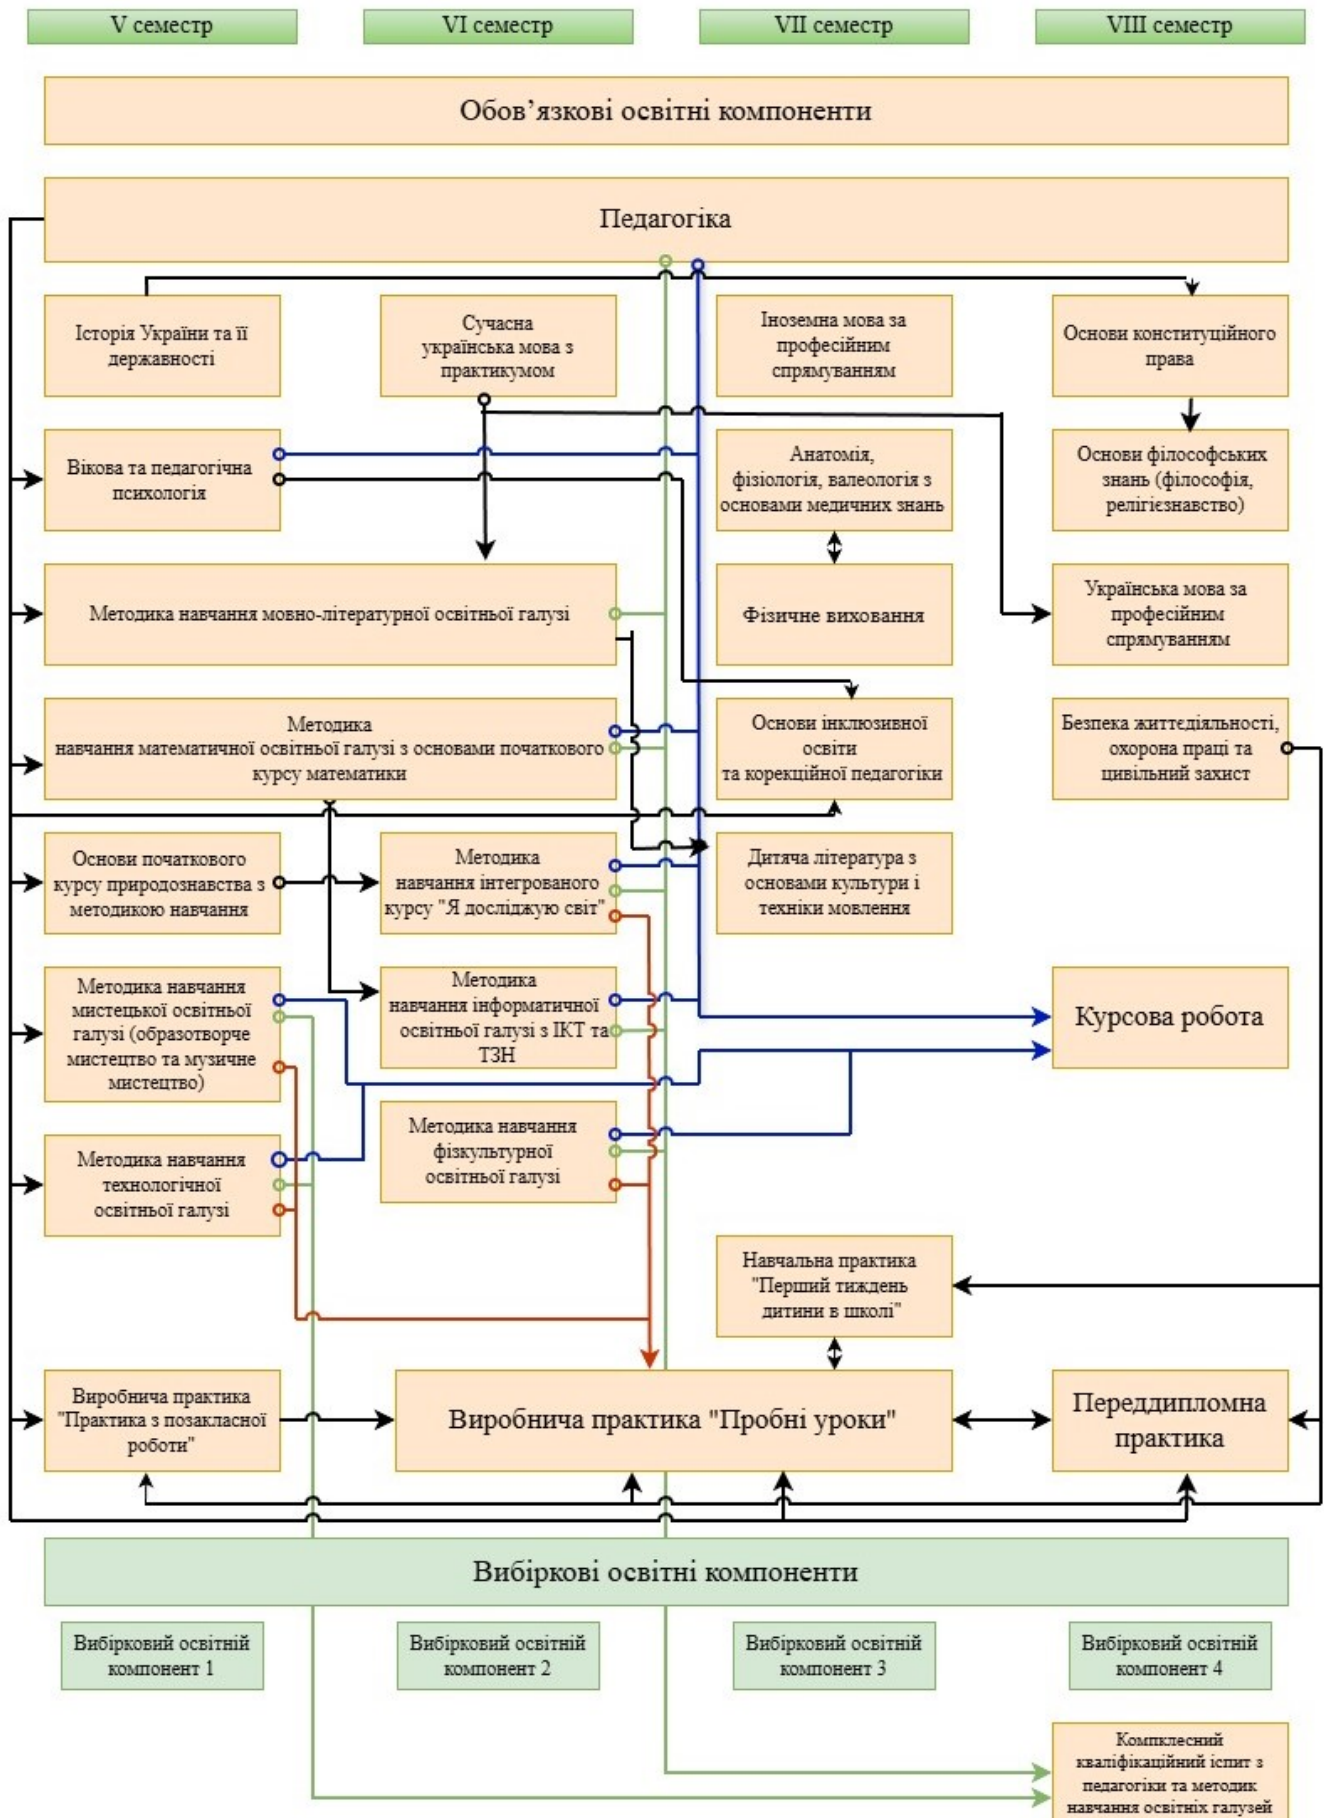 V семестр
VI семестр
VII семестр
VIII семестр
Обов’язкові освітні компоненти
Педагогіка
Історія України та її
державності
Сучасна
українська мова з
практикумом
Іноземна мова за
професійним
спрямуванням
Основи конституційного
права
Вікова та педагогічна
психологія
Анатомія,
фізіологія, валеологія з
основами медичних знань
Основи філософських
знань (філософія,
релігієзнавство)
Методика навчання мовно-літературної освітньої галузі
Фізичне виховання
Українська мова за
професійним
спрямуванням
Методика
навчання математичної освітньої галузі з основами початкового
курсу математики
Основи інклюзивної
освіти
та корекційної педагогіки
Безпека життєдіяльності,
охорона праці та
цивільний захист
Основи початкового
курсу природознавства з
методикою навчання
Методика
навчання інтегрованого
курсу "Я досліджую світ"
Дитяча література з
основами культури і
техніки мовлення
Методика навчання
мистецької освітньої
галузі (образотворче
мистецтво та музичне
мистецтво)
Методика
навчання інформатичної
освітньої галузі з ІКТ та
ТЗН
Курсова робота
Методика навчання
технологічної
освітньої галузі
Методика навчання
фізкультурної
освітньої галузі
Навчальна практика
"Перший тиждень
дитини в школі"
Виробнича практика
"Практика з позакласної
роботи"
Виробнича практика "Пробні уроки"
Переддипломна
практика
Вибіркові освітні компоненти
Вибірковий освітній
компонент 1
Вибірковий освітній
компонент 2
Вибірковий освітній
компонент 3
Вибірковий освітній
компонент 4
Компклесний
кваліфікаційний іспит з
педагогіки та методик
навчання освітніх галузей